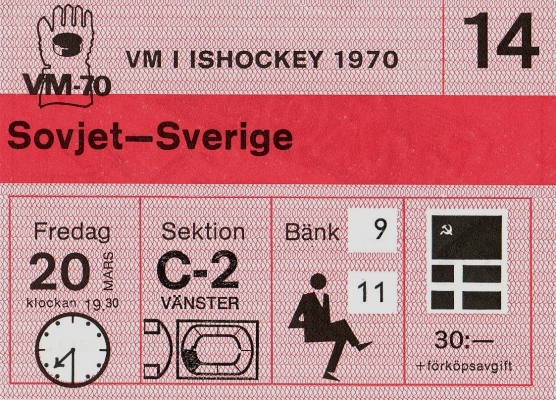 VM-70
VM I ISHOCKEY 1970
14
Sovjet—Sverige
Fredag
20 MARS
klockan 19.30
Sektion
C-2
VÄNSTER
Bänk 9
11
30:—
+förköpsavgift